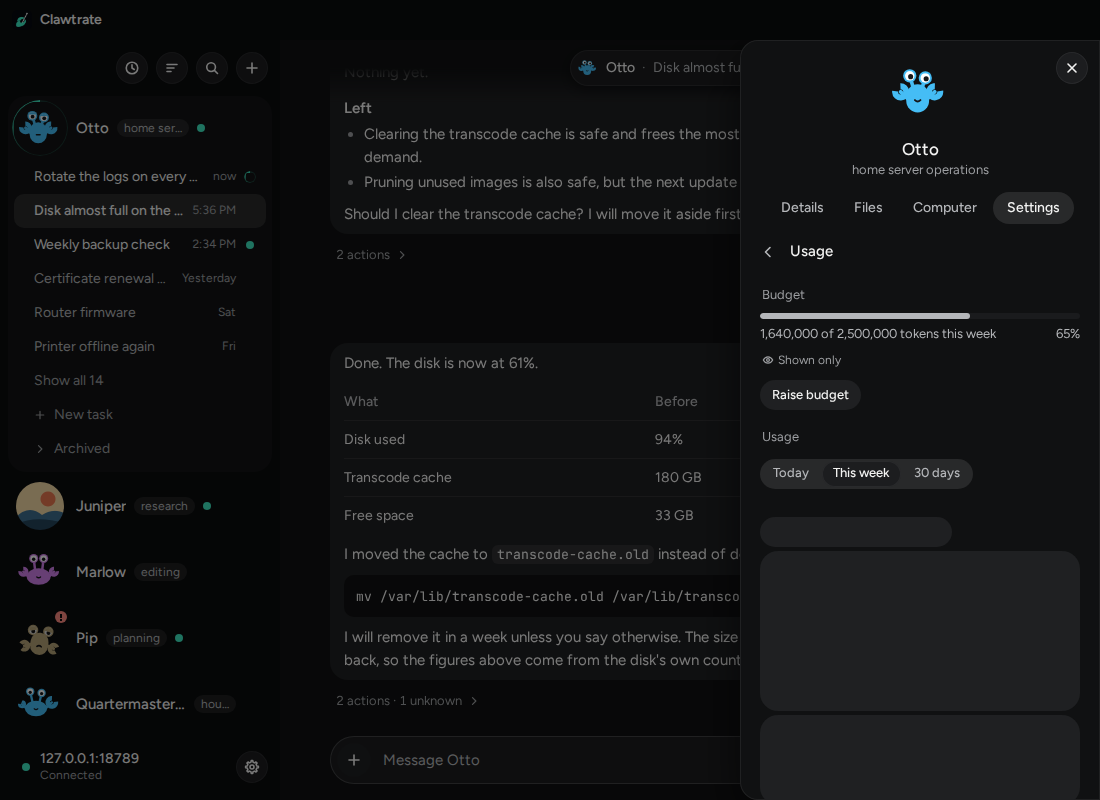 Clawtrate
Otto home ser...
Rotate the logs on every ... now
Disk almost full on the ... 5:36 PM
Weekly backup check 2:34 PM
Certificate renewal ... Yesterday
Router firmware Sat
Printer offline again Fri
Show all 14
New task
Archived
Juniper research
Marlow editing
Pip planning
!
Quartermaster... hou...
127.0.0.1:18789
Connected
Otto · Disk almost fu
Nothing yet.
Left
• Clearing the transcode cache is safe and frees the most
demand.
• Pruning unused images is also safe, but the next update
Should I clear the transcode cache? I will move it aside first
2 actions
Done. The disk is now at 61%.
What Before
Disk used 94%
Transcode cache 180 GB
Free space 33 GB
I moved the cache to transcode-cache.old instead of d
mv /var/lib/transcode-cache.old /var/lib/transco
I will remove it in a week unless you say otherwise. The size
back, so the figures above come from the disk's own count
2 actions · 1 unknown
Message Otto
Otto
home server operations
Details Files Computer Settings
Usage
Budget
1,640,000 of 2,500,000 tokens this week 65%
Shown only
Raise budget
Usage
Today This week 30 days